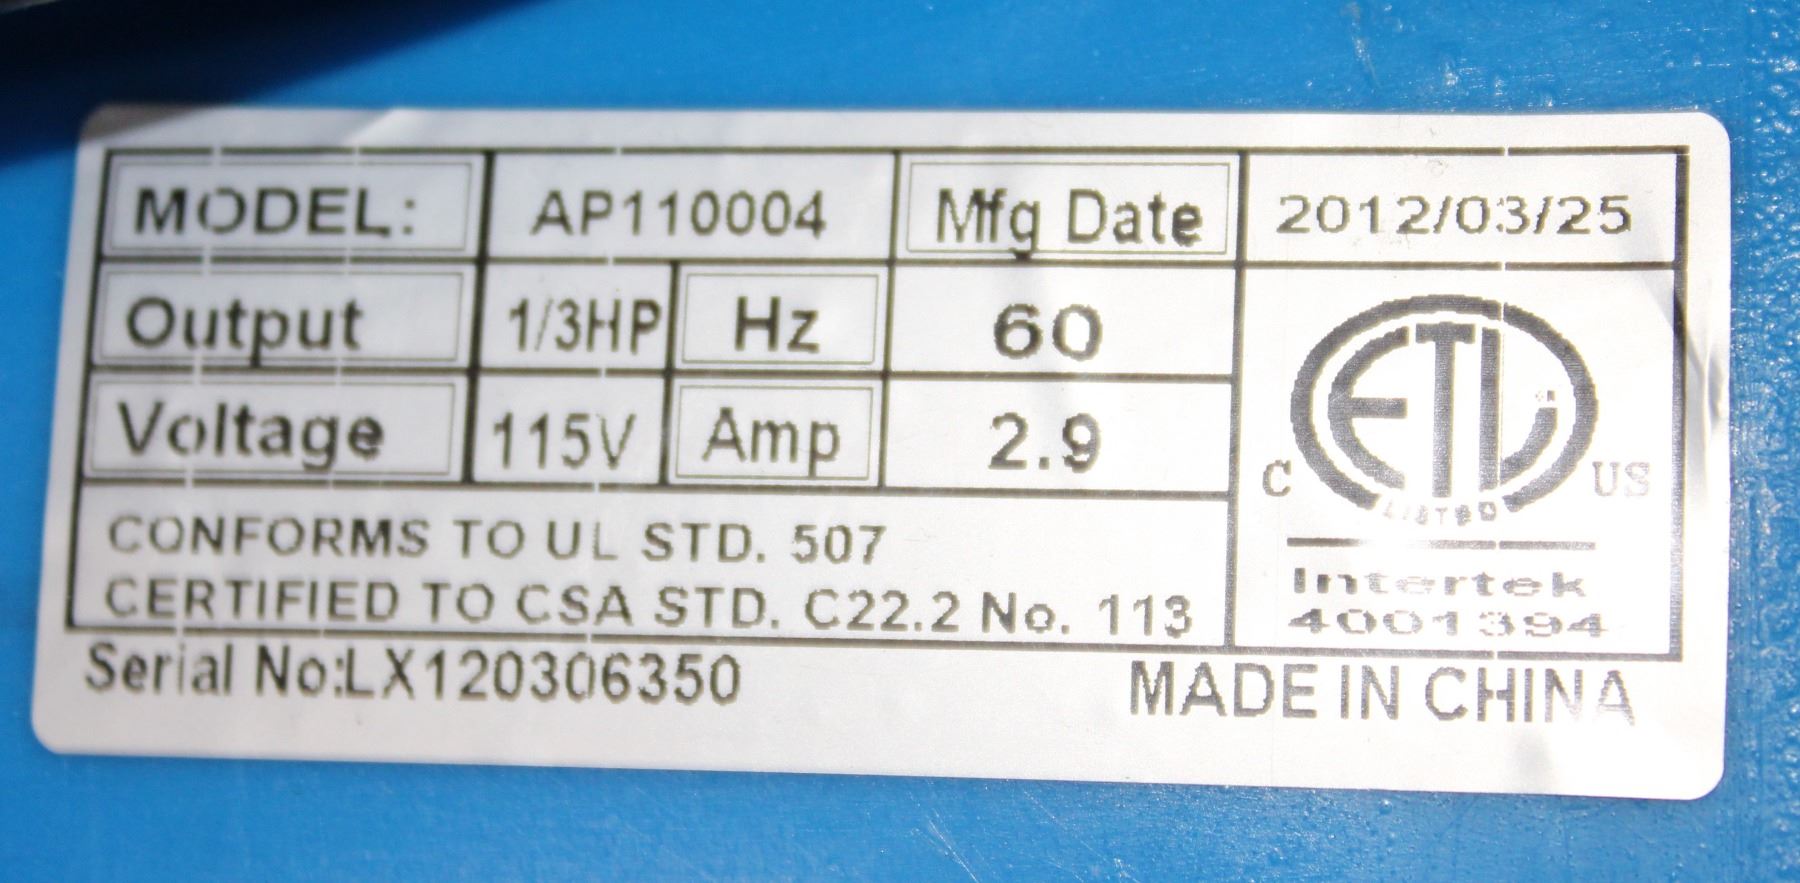 MODEL: AP110004 Mfg Date 2012/03/25
Output 1/3HP Hz 60
Voltage 115V Amp 2.9
ETL
C US
LISTED
Intertek
4001394
CONFORMS TO UL STD. 507
CERTIFIED TO CSA STD. C22.2 No. 113
Serial No:LX120306350 MADE IN CHINA